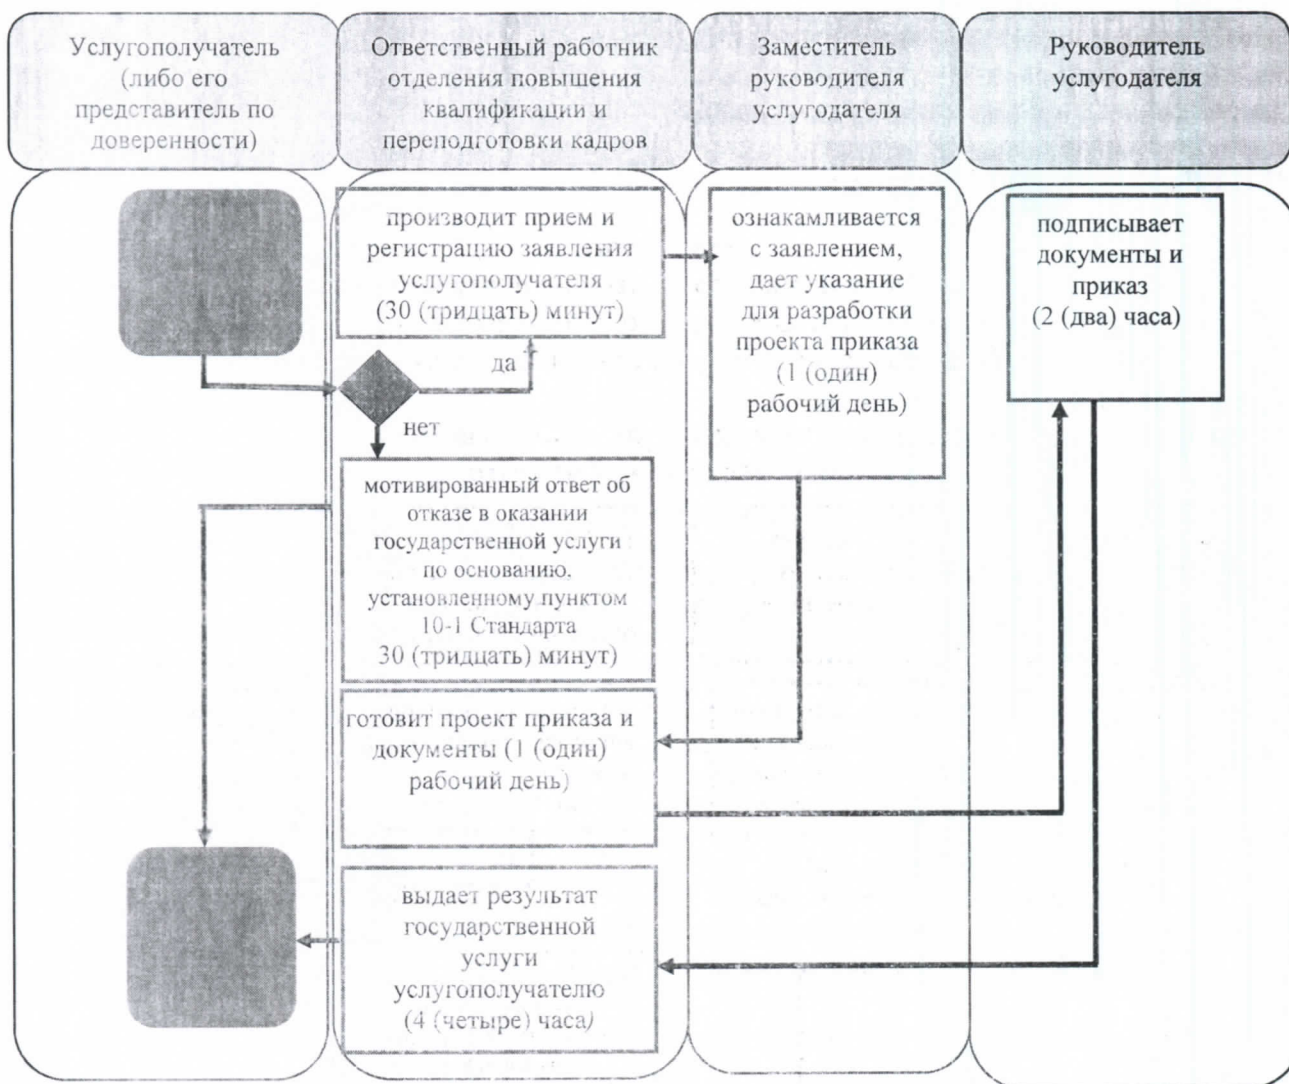 Услугополучатель
(либо его
представитель по
доверенности)
Ответственный работник
отделения повышения
квалификации и
переподготовки кадров
Заместитель
руководителя
услугодателя
Руководитель
услугодателя
производит прием и
регистрацию заявления
услугополучателя
(30 (тридцать) минут)
ознакамливается
с заявлением,
дает указание
для разработки
проекта приказа
(1 (один)
рабочий день)
подписывает
документы и
приказ
(2 (два) часа)
да
нет
мотивированный ответ об
отказе в оказании
государственной услуги
по основанию,
установленному пунктом
10-1 Стандарта
30 (тридцать) минут)
готовит проект приказа и
документы (1 (один)
рабочий день)
выдает результат
государственной
услуги
услугополучателю
(4 (четыре) часа)